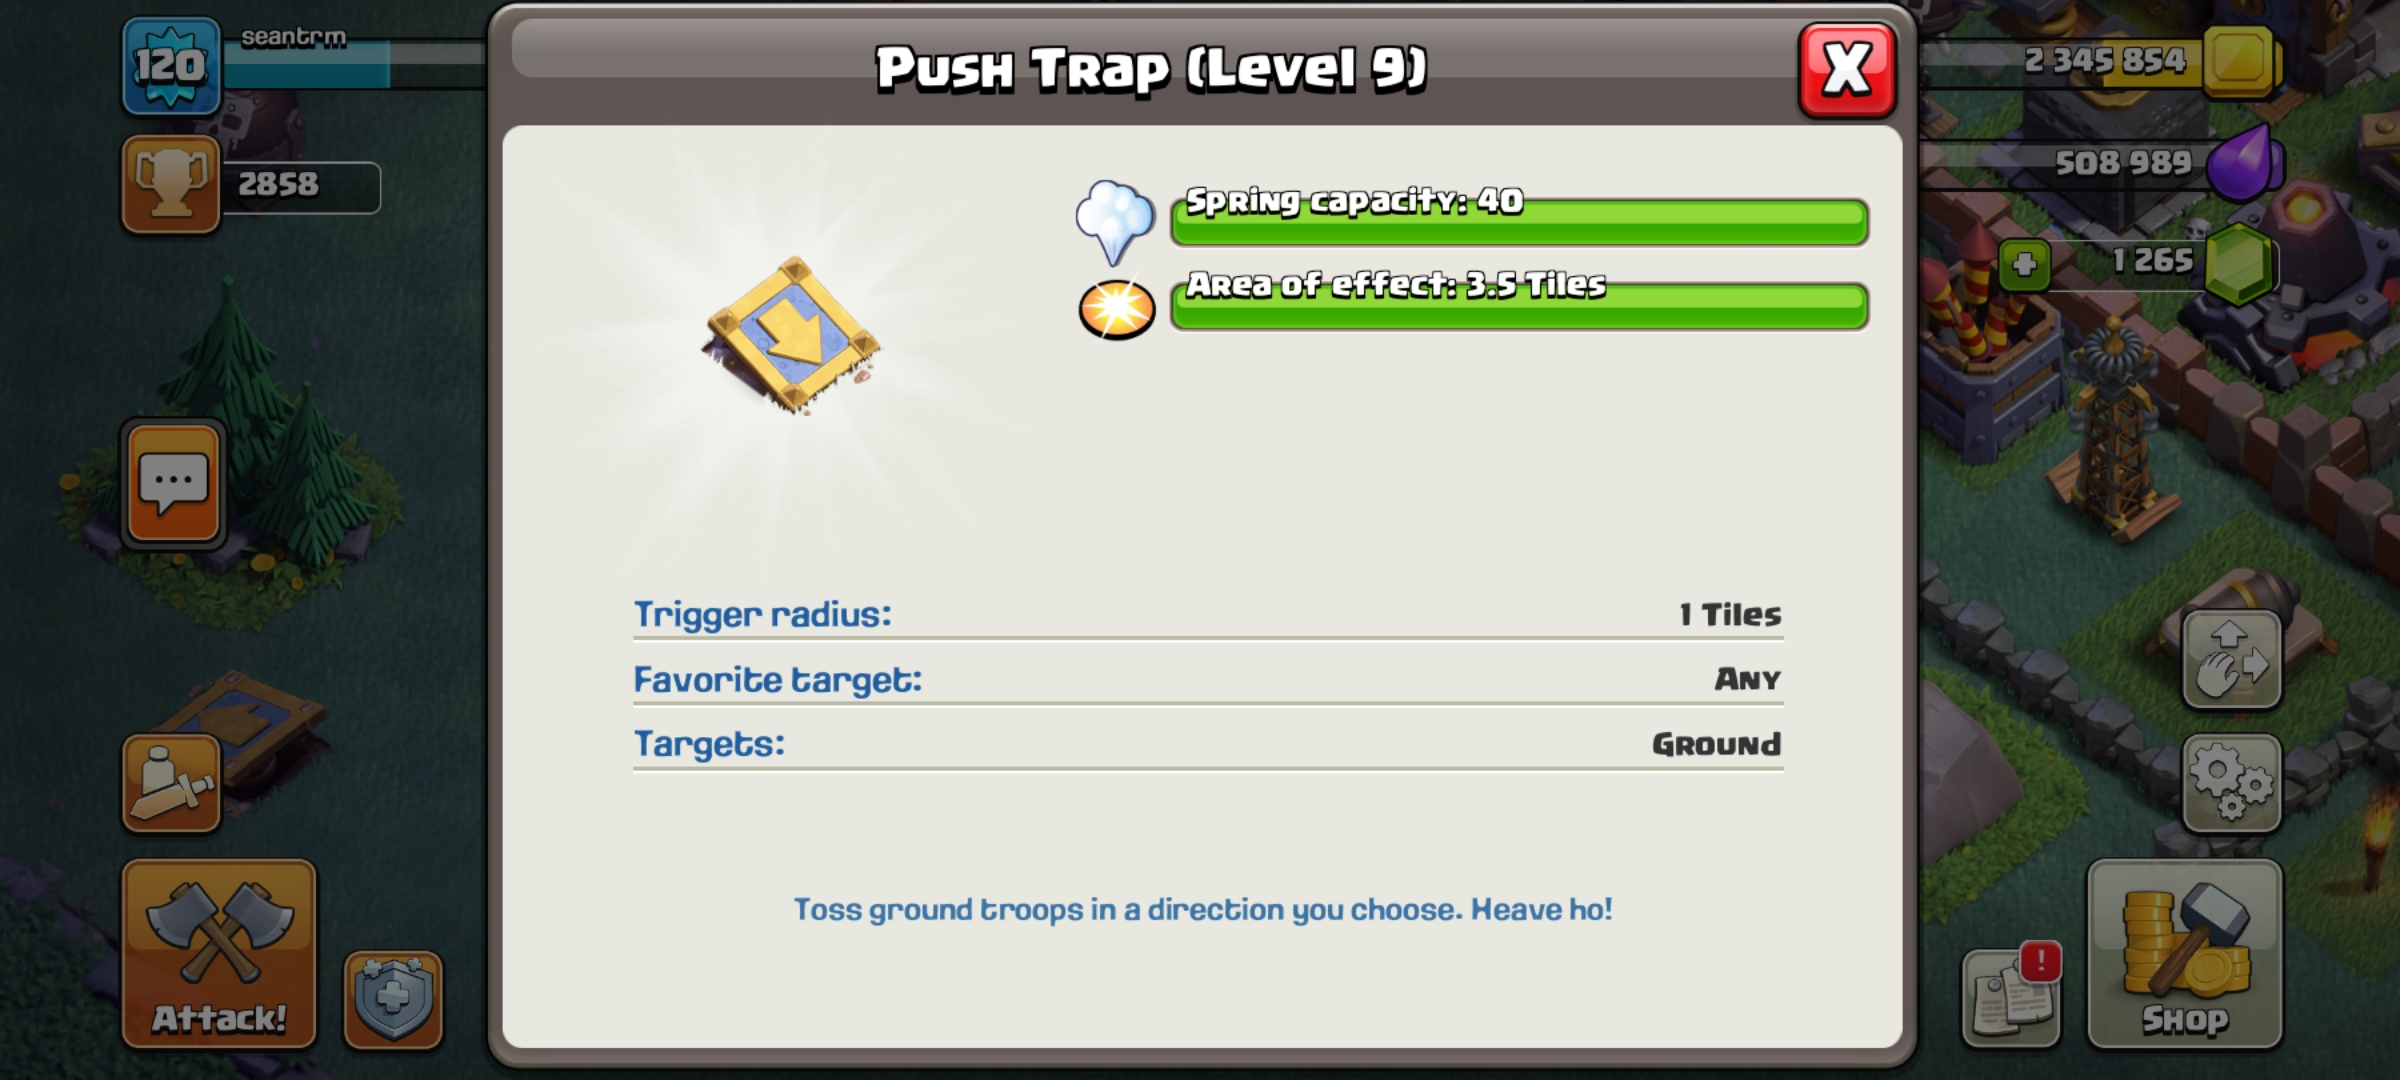 120
seantrm
Push Trap (Level 9)
X
2 345 854
2858
Spring capacity: 40
508 989
Area of effect: 3.5 Tiles
1 265
Trigger radius:
1 Tiles
Favorite target:
Any
Targets:
Ground
Toss ground troops in a direction you choose. Heave ho!
!
Attack!
Shop